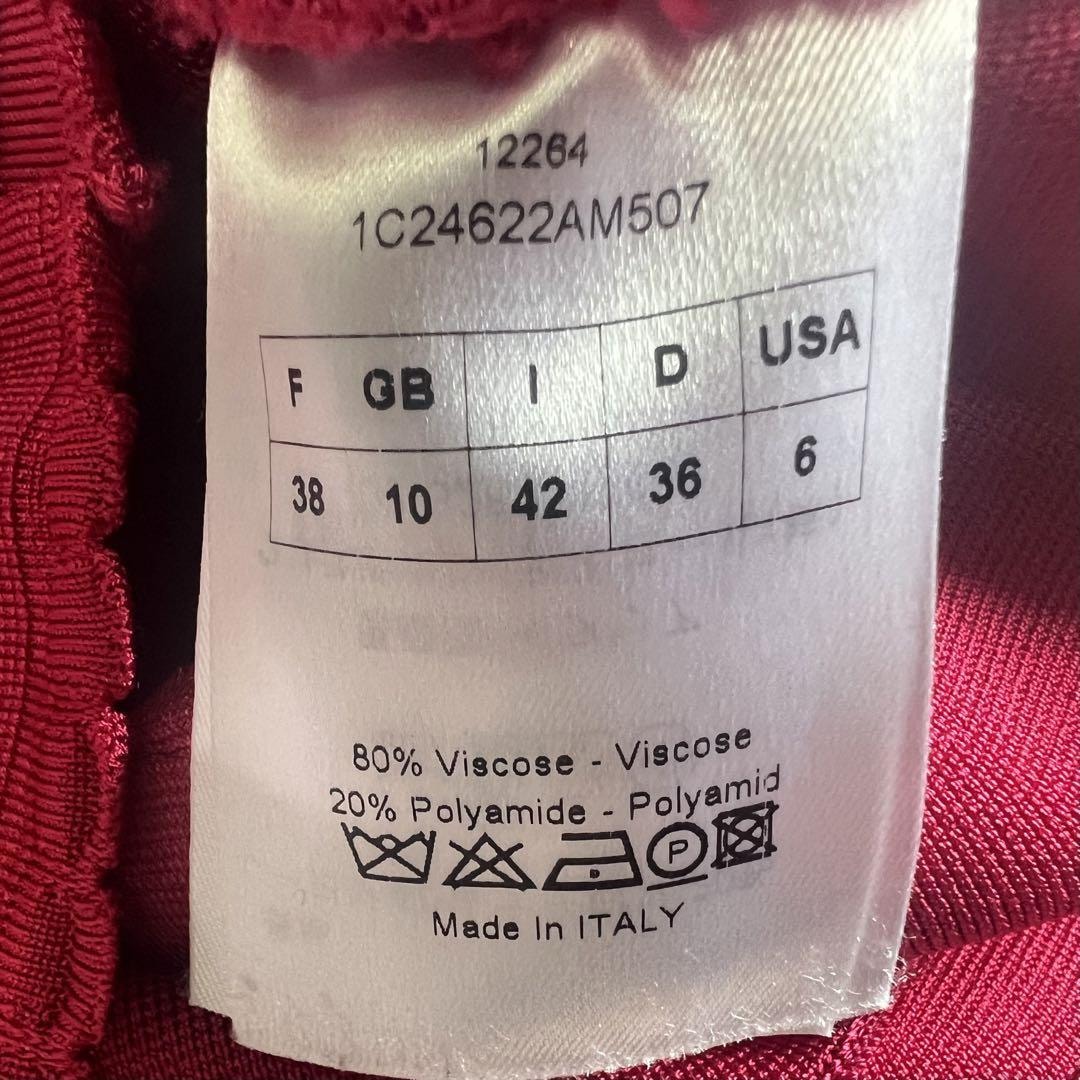 12264
1C24622AM507
F GB I D USA
38 10 42 36 6
80% Viscose - Viscose
20% Polyamide - Polyamid
P
Made In ITALY